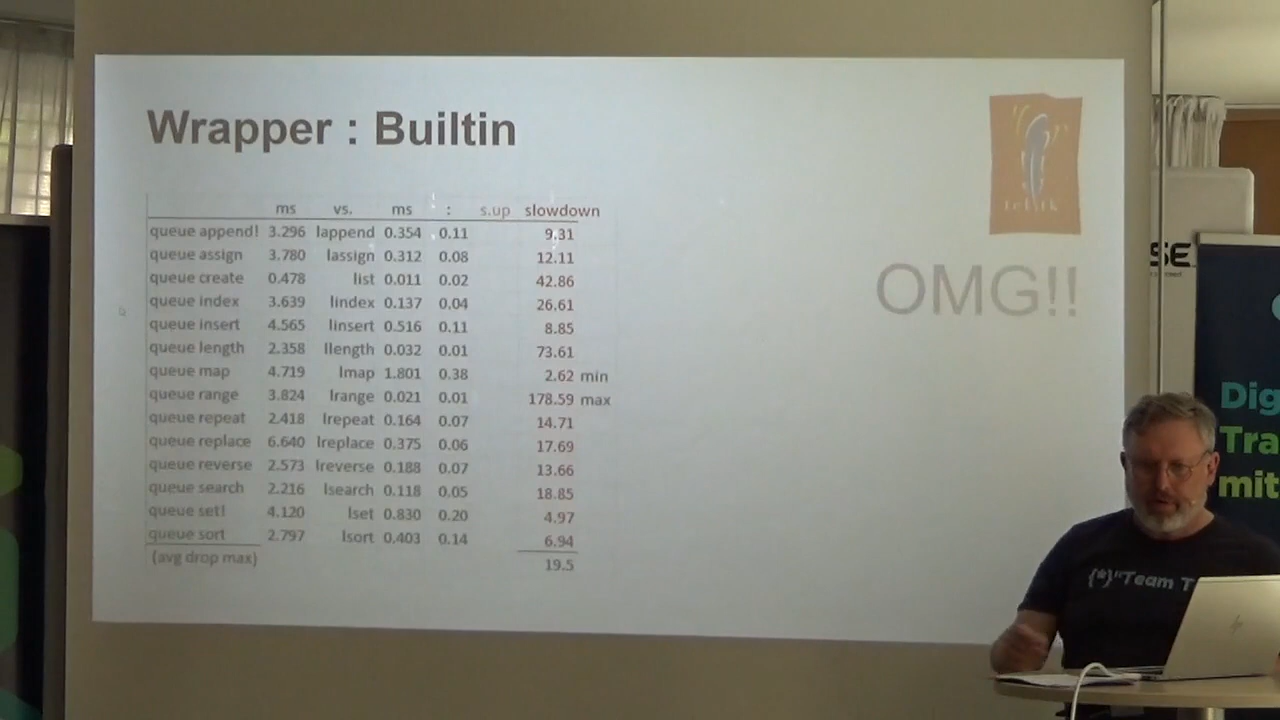 Wrapper : Builtin
ms vs. ms : s.up slowdown
queue append! 3.296 lappend 0.354 0.11 9.31
queue assign 3.780 lassign 0.312 0.08 12.11
queue create 0.478 list 0.011 0.02 42.86
queue index 3.639 lindex 0.137 0.04 26.61
queue insert 4.565 linsert 0.516 0.11 8.85
queue length 2.358 llength 0.032 0.01 73.61
queue map 4.719 lmap 1.801 0.38 2.62 min
queue range 3.824 lrange 0.021 0.01 178.59 max
queue repeat 2.418 lrepeat 0.164 0.07 14.71
queue replace 6.640 lreplace 0.375 0.06 17.69
queue reverse 2.573 lreverse 0.188 0.07 13.66
queue search 2.216 lsearch 0.118 0.05 18.85
queue set! 4.120 lset 0.830 0.20 4.97
queue sort 2.797 lsort 0.403 0.14 6.94
(avg drop max) 19.5
OMG!!
SE
Dig
Tra
mit
{*}"Team T